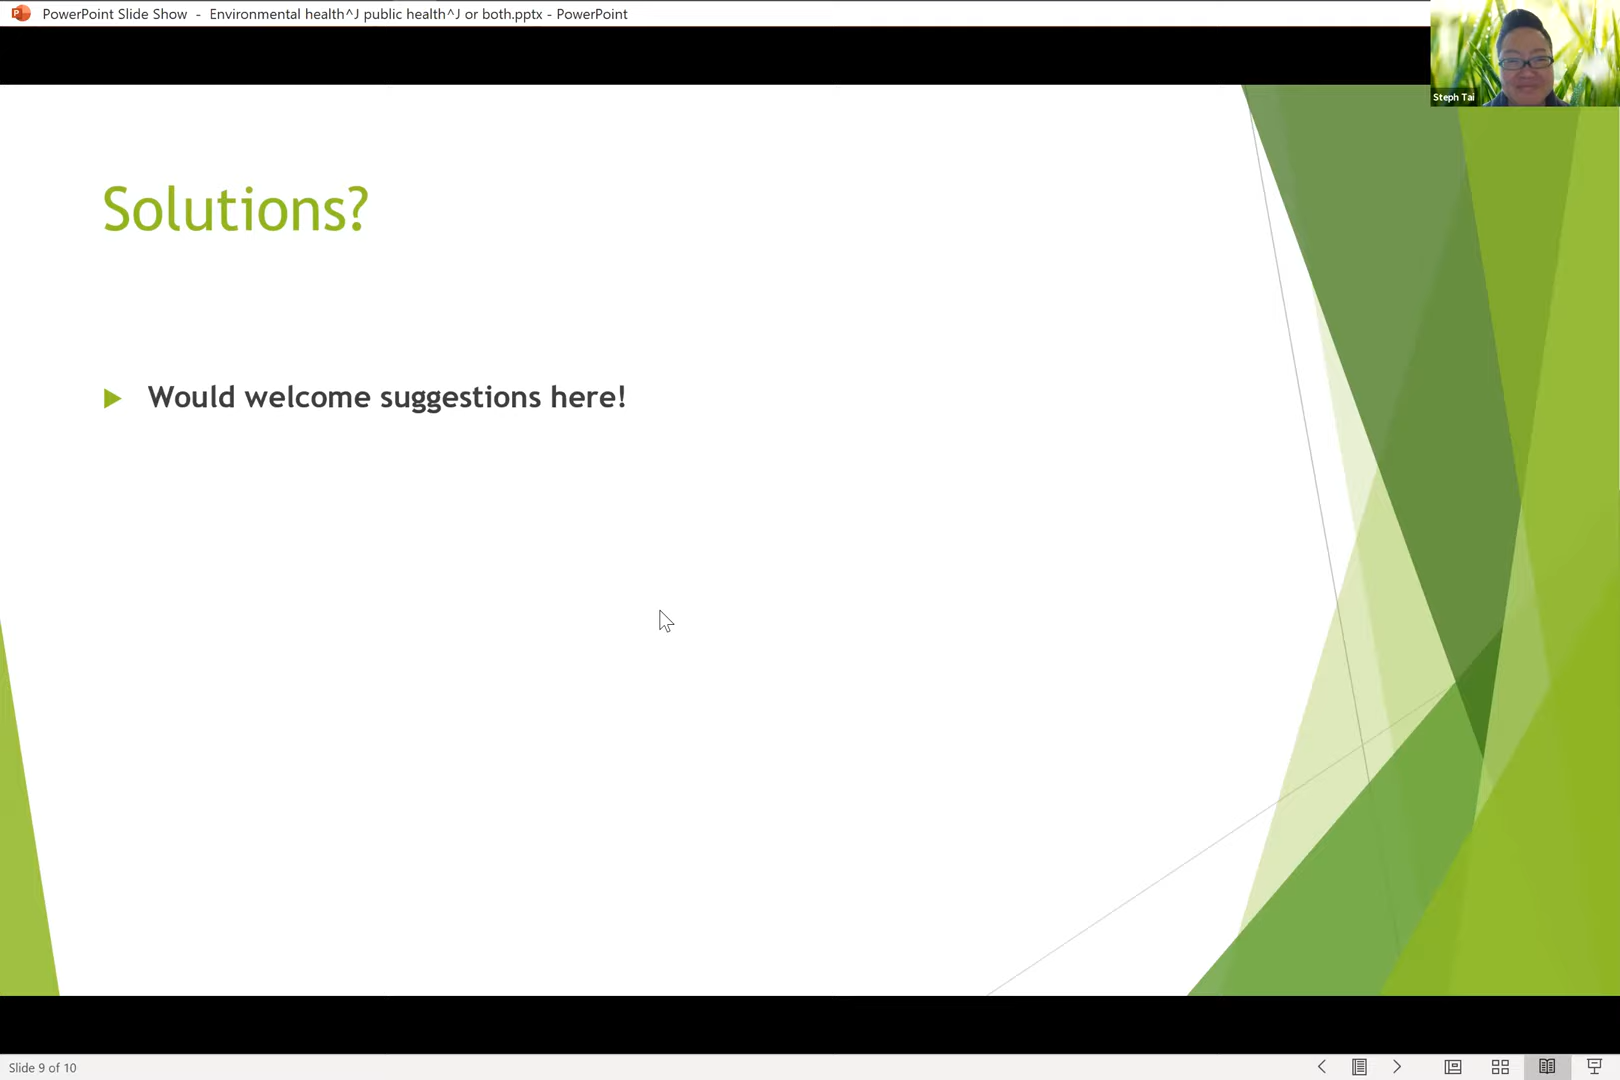 PowerPoint Slide Show - Environmental health^J public health^J or both.pptx - PowerPoint
Steph Tai
Solutions?
Would welcome suggestions here!
Slide 9 of 10